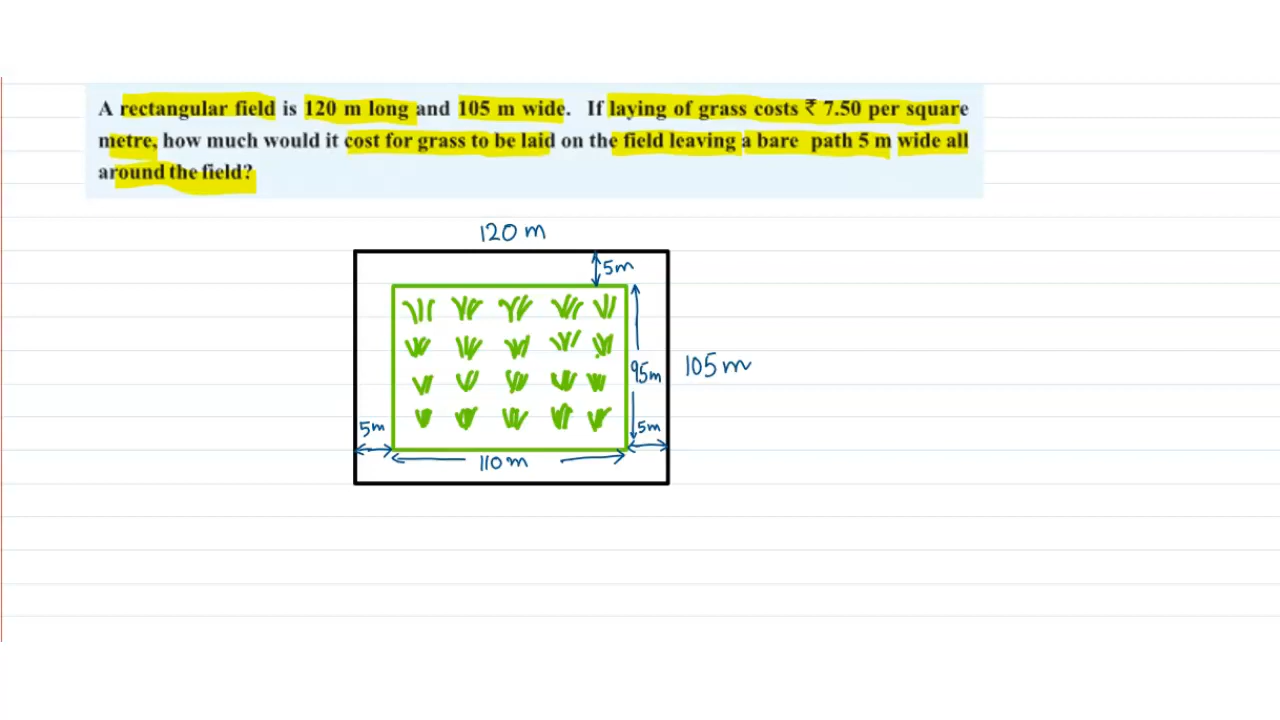 A rectangular field is 120 m long and 105 m wide. If laying of grass costs ₹ 7.50 per square
metre, how much would it cost for grass to be laid on the field leaving a bare path 5 m wide all
around the field?
120 m
5m
95m
105 m
5m
5m
110 m